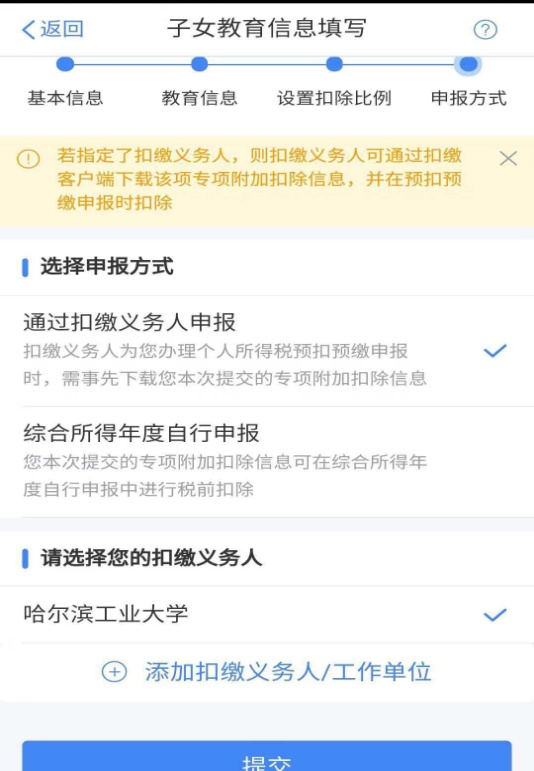 返回
子女教育信息填写
?
基本信息
教育信息
设置扣除比例
申报方式
若指定了扣缴义务人，则扣缴义务人可通过扣缴
客户端下载该项专项附加扣除信息，并在预扣预
缴申报时扣除
选择申报方式
通过扣缴义务人申报
扣缴义务人为您办理个人所得税预扣预缴申报
时，需事先下载您本次提交的专项附加扣除信息
综合所得年度自行申报
您本次提交的专项附加扣除信息可在综合所得年
度自行申报中进行税前扣除
请选择您的扣缴义务人
哈尔滨工业大学
添加扣缴义务人/工作单位
提交